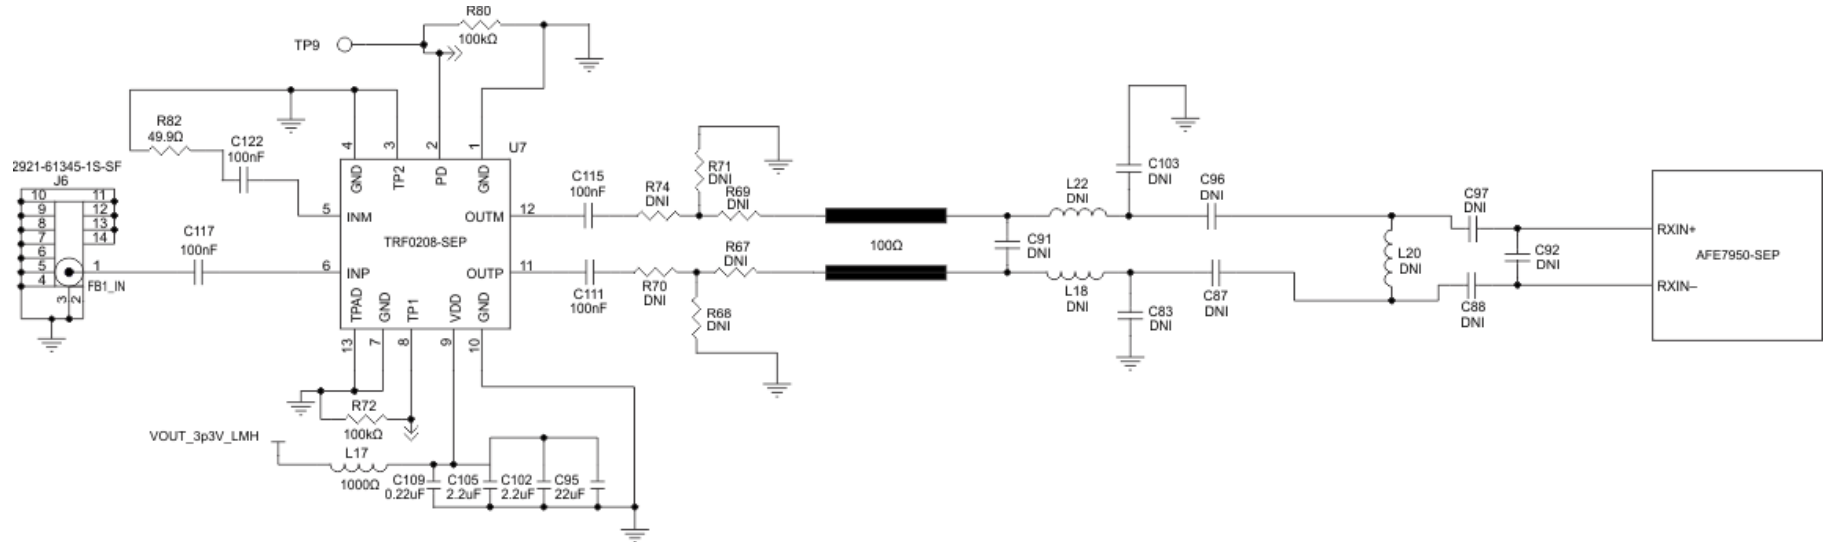 R80
100kΩ
TP9
R82
49.9Ω
C122
100nF
2921-61345-1S-SF
J6
10
11
9
12
8
13
7
14
6
5
4
1
3
2
FB1_IN
C117
100nF
4
3
2
1
U7
GND
TP2
PD
GND
5
INM
OUTM
12
TRF0208-SEP
6
INP
OUTP
11
TPAD
GND
TP1
VDD
GND
13
7
8
9
10
R72
100kΩ
VOUT_3p3V_LMH
L17
1000Ω
C109
0.22uF
C105
2.2uF
C102
2.2uF
C95
22uF
C115
100nF
C111
100nF
R74
DNI
R71
DNI
R69
DNI
R67
DNI
R70
DNI
R68
DNI
100Ω
C91
DNI
L22
DNI
L18
DNI
C103
DNI
C83
DNI
C96
DNI
C87
DNI
L20
DNI
C97
DNI
C88
DNI
C92
DNI
RXIN+
AFE7950-SEP
RXIN–